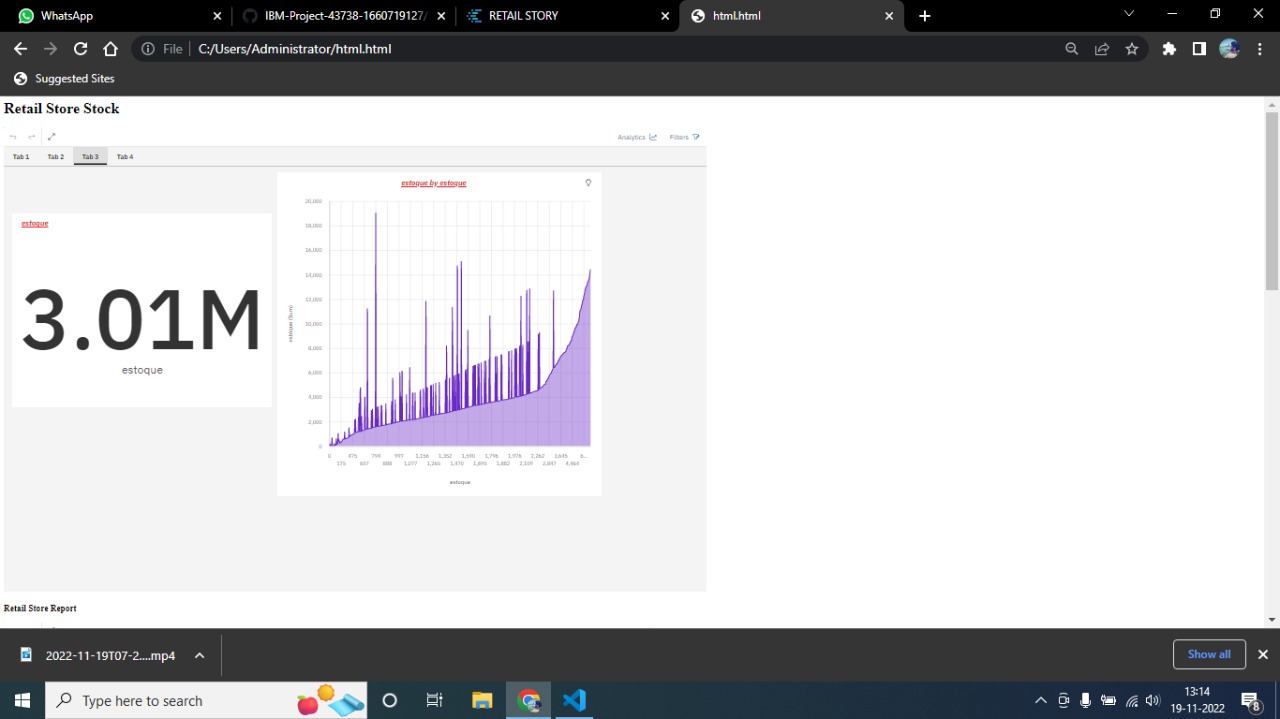 WhatsApp
IBM-Project-43738-1660719127/
RETAIL STORY
html.html
File
C:/Users/Administrator/html.html
Suggested Sites
Retail Store Stock
Analytics
Filters
Tab 1 Tab 2 Tab 3 Tab 4
estoque
3.01M
estoque
estoque by estoque
estoque (Sum)
20,000
18,000
16,000
14,000
12,000
10,000
8,000
6,000
4,000
2,000
0
0 475 799 997 1,156 1,352 1,590 1,796 1,976 2,262 3,645 6...
175 657 888 1,077 1,265 1,470 1,695 1,882 2,109 2,847 4,464
estoque
Retail Store Report
2022-11-19T07-2....mp4
Show all
Type here to search
13:14
19-11-2022
8